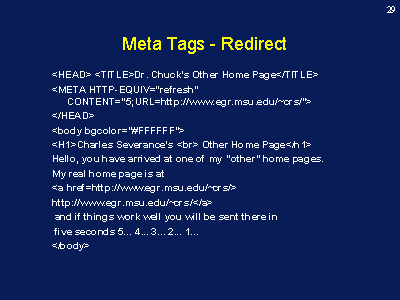 29
Meta Tags - Redirect
<HEAD> <TITLE>Dr. Chuck's Other Home Page</TITLE>
<META HTTP-EQUIV="refresh"
CONTENT="5;URL=http://www.egr.msu.edu/~crs/">
</HEAD>
<body bgcolor="#FFFFFF">
<H1>Charles Severance's <br> Other Home Page</h1>
Hello, you have arrived at one of my "other" home pages.
My real home page is at
<a href=http://www.egr.msu.edu/~crs/>
http://www.egr.msu.edu/~crs/</a>
and if things work well you will be sent there in
five seconds 5... 4... 3... 2... 1...
</body>